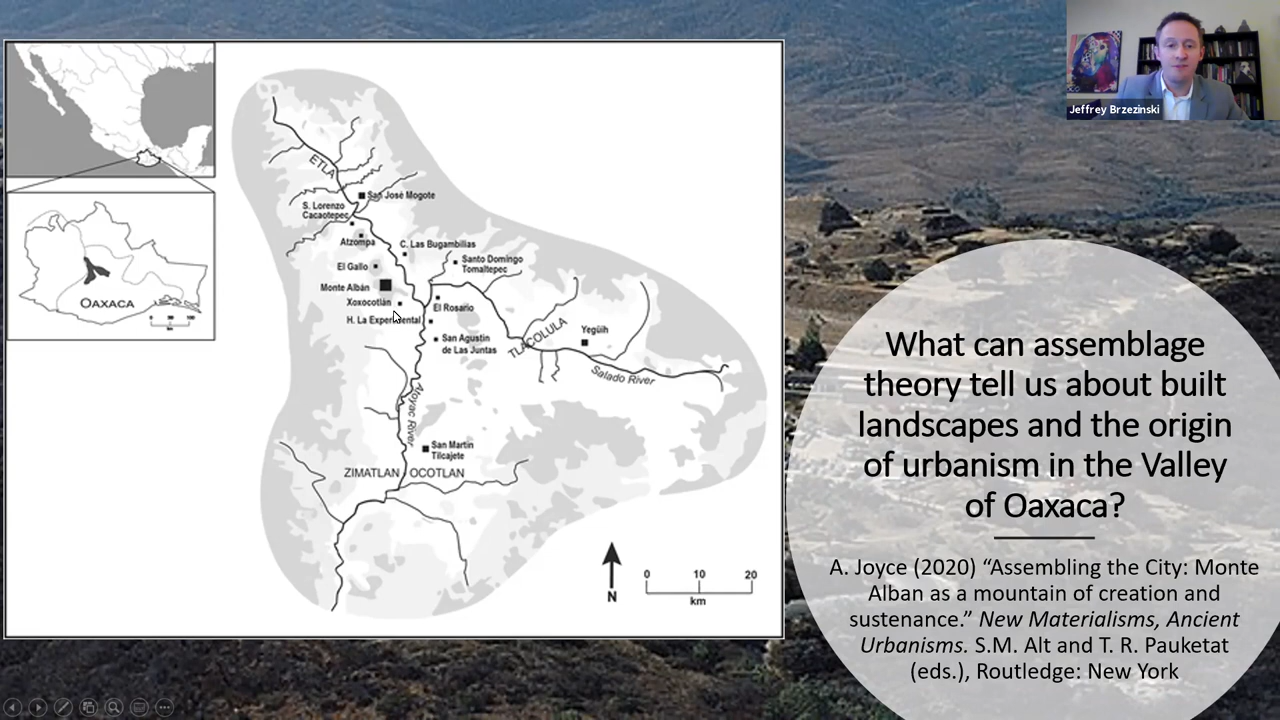 Jeffrey Brzezinski
ETLA
San José Mogote
S. Lorenzo
Cacaotepec
Atzompa
C. Las Bugambilias
El Gallo
Santo Domingo
Tomaltepec
Monte Albán
Xoxocotlán
El Rosario
H. La Experimental
San Agustín
de Las Juntas
TLACOLULA
Yegüih
Salado River
Atoyac River
San Martín
Tilcajete
ZIMATLAN
OCOTLAN
OAXACA
0 50 100
km
N
0 10 20
km
What can assemblage
theory tell us about built
landscapes and the origin
of urbanism in the Valley
of Oaxaca?
A. Joyce (2020) “Assembling the City: Monte
Alban as a mountain of creation and
sustenance.” New Materialisms, Ancient
Urbanisms. S.M. Alt and T. R. Pauketat
(eds.), Routledge: New York